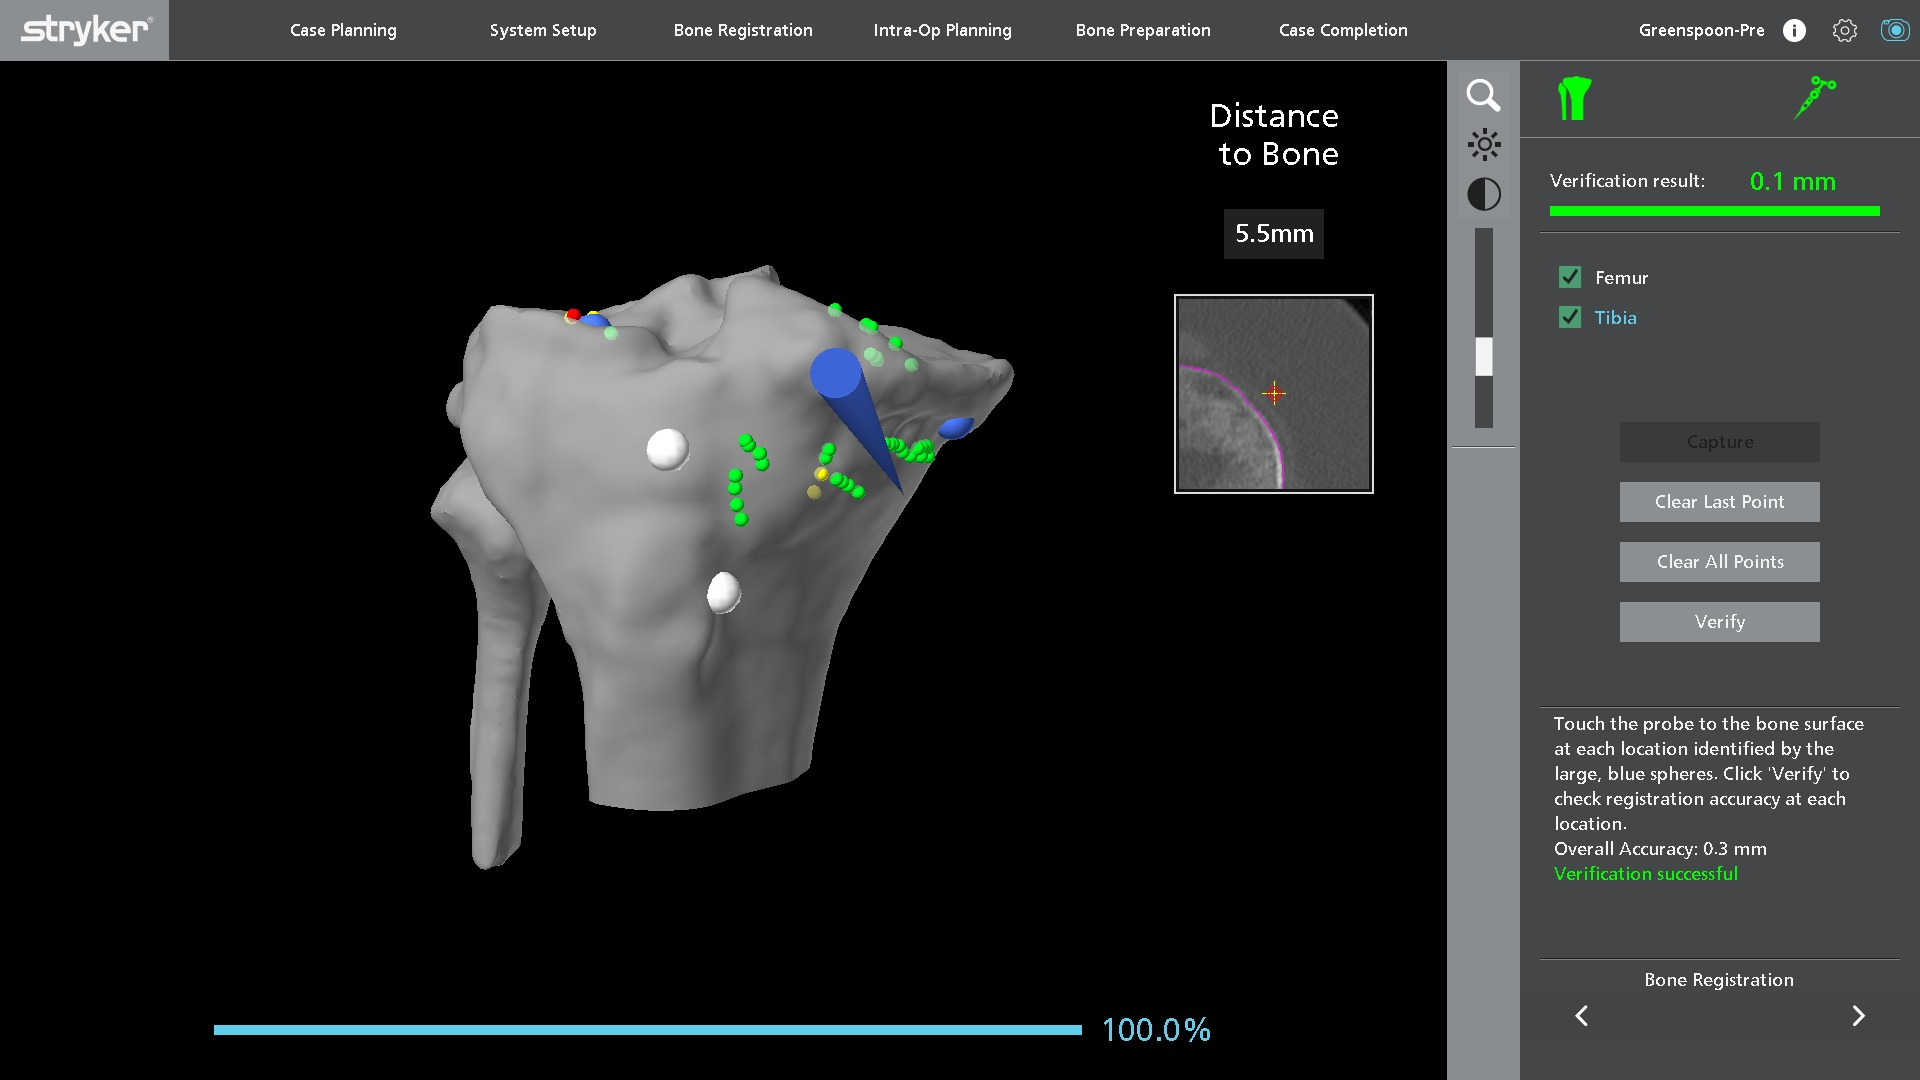 stryker®
Case Planning
System Setup
Bone Registration
Intra-Op Planning
Bone Preparation
Case Completion
Greenspoon-Pre
Distance
to Bone
5.5mm
Verification result: 0.1 mm
Femur
Tibia
Capture
Clear Last Point
Clear All Points
Verify
Touch the probe to the bone surface
at each location identified by the
large, blue spheres. Click 'Verify' to
check registration accuracy at each
location.
Overall Accuracy: 0.3 mm
Verification successful
Bone Registration
100.0%